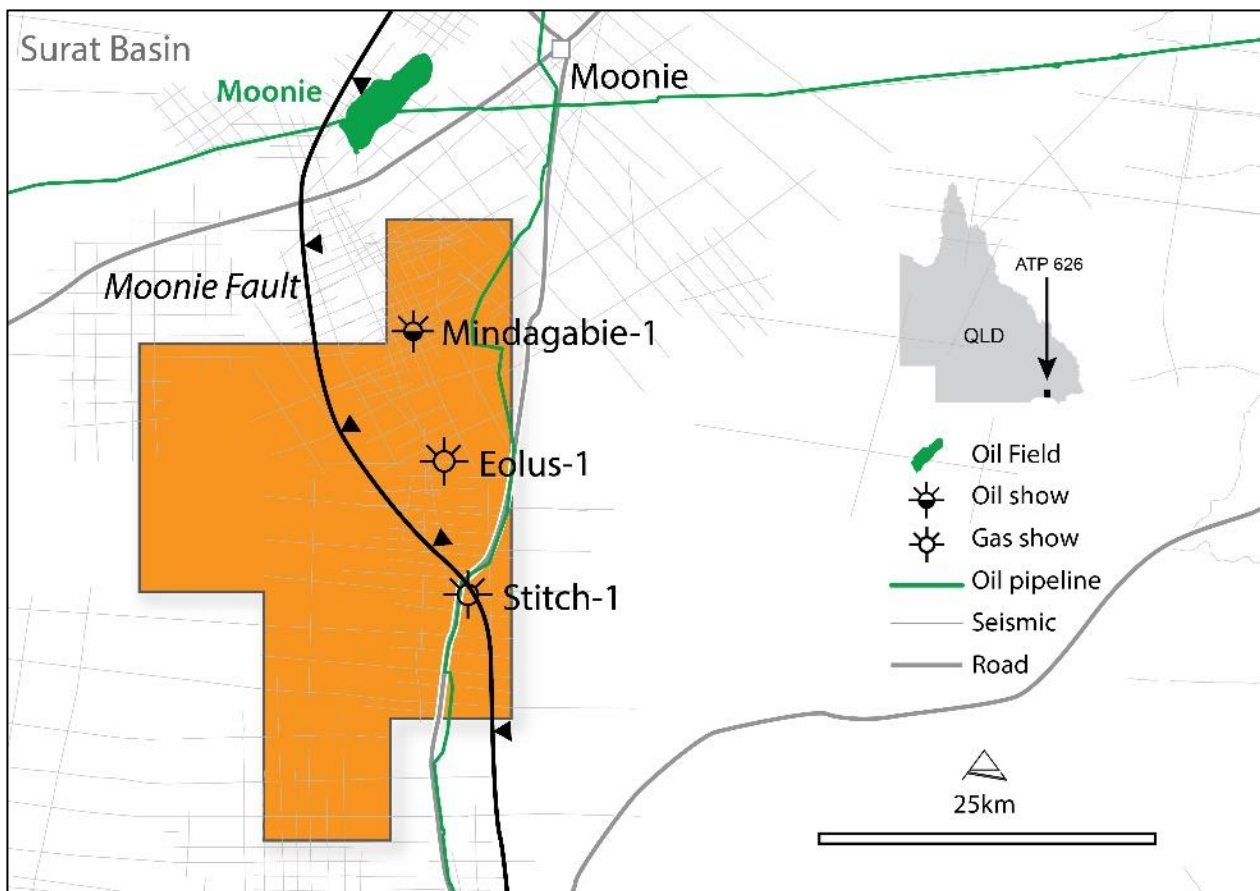 Surat Basin
Moonie
Moonie
Moonie Fault
ATP 626
QLD
Mindagabie-1
Eolus-1
Stitch-1
Oil Field
Oil show
Gas show
Oil pipeline
Seismic
Road
25km